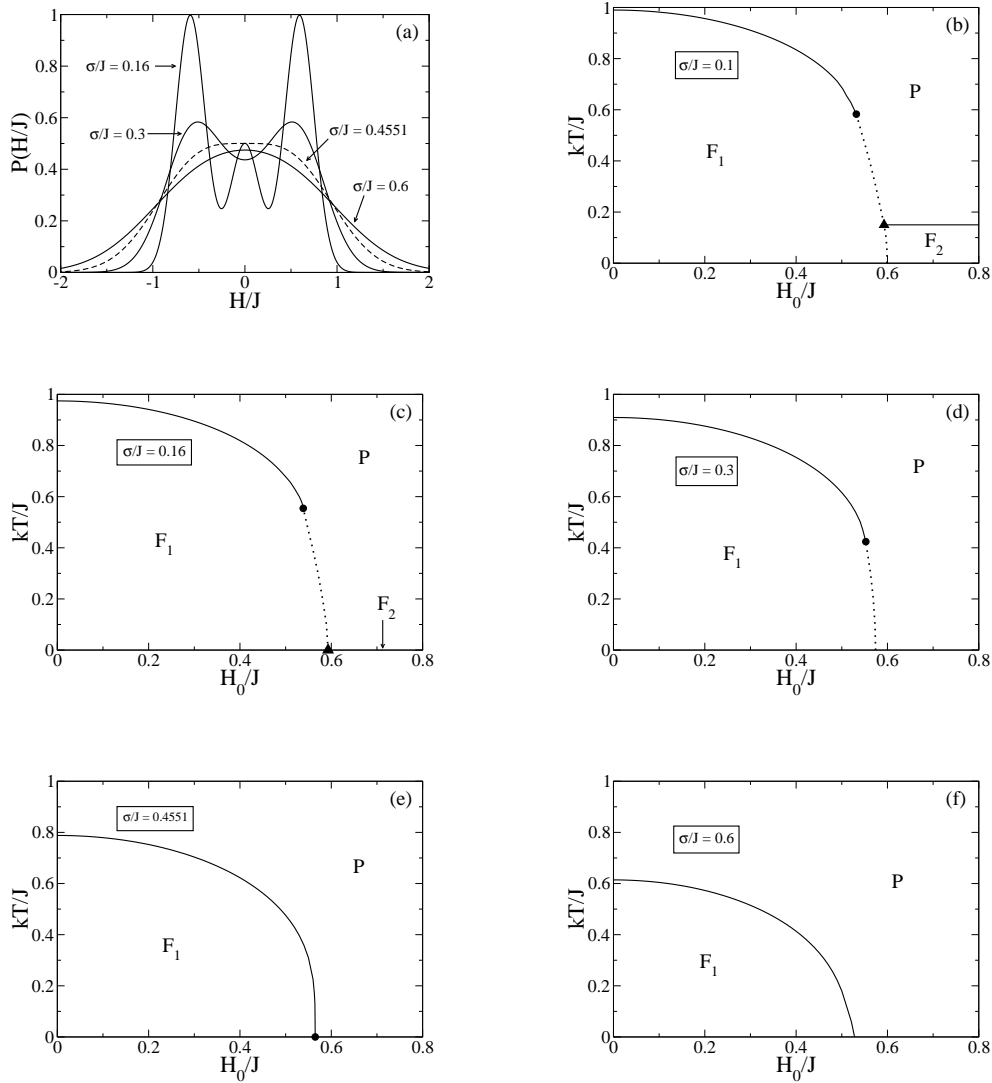 (a)
P(H/J)
1
0.8
0.6
0.4
0.2
0
σ/J = 0.16
σ/J = 0.3
σ/J = 0.4551
σ/J = 0.6
-2 -1 0 1 2
H/J
(b)
kT/J
1
0.8
0.6
0.4
0.2
0
σ/J = 0.1
P
F1
F2
0 0.2 0.4 0.6 0.8
H0/J
(c)
kT/J
1
0.8
0.6
0.4
0.2
0
σ/J = 0.16
P
F1
F2
0 0.2 0.4 0.6 0.8
H0/J
(d)
kT/J
1
0.8
0.6
0.4
0.2
0
σ/J = 0.3
P
F1
0 0.2 0.4 0.6 0.8
H0/J
(e)
kT/J
1
0.8
0.6
0.4
0.2
0
σ/J = 0.4551
P
F1
0 0.2 0.4 0.6 0.8
H0/J
(f)
kT/J
1
0.8
0.6
0.4
0.2
0
σ/J = 0.6
P
F1
0 0.2 0.4 0.6 0.8
H0/J